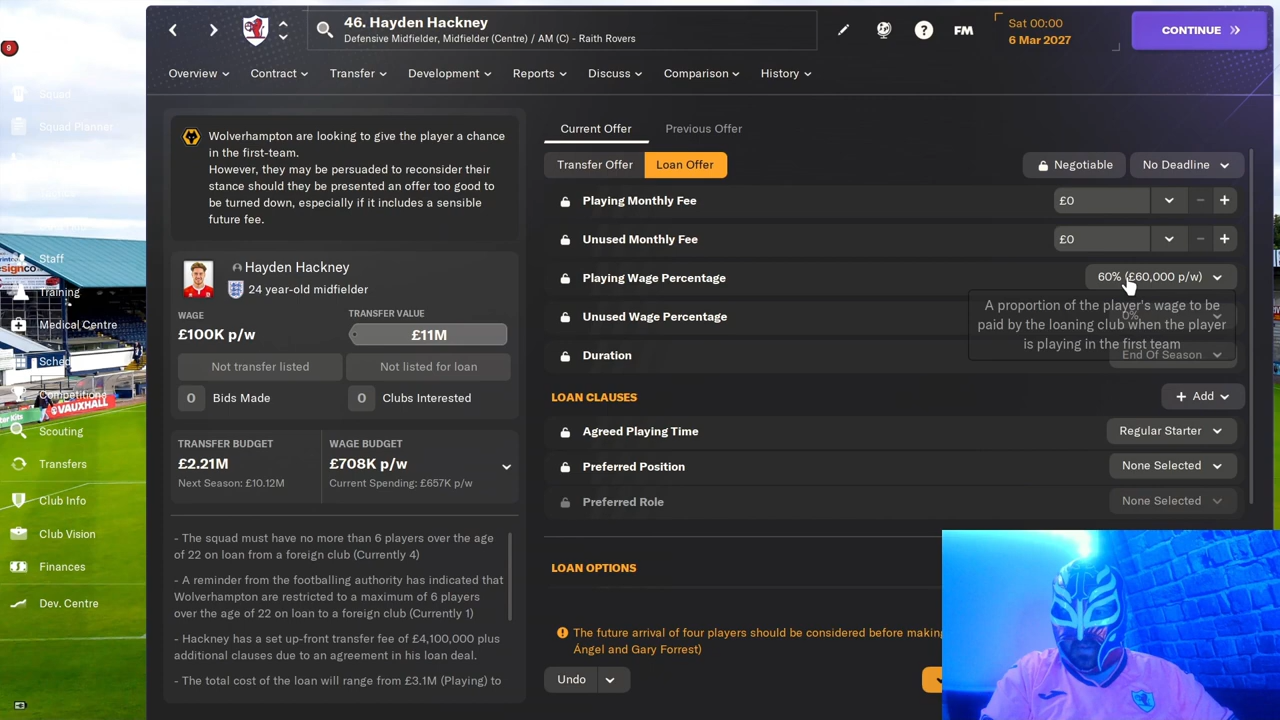 46. Hayden Hackney
Defensive Midfielder, Midfielder (Centre) / AM (C) - Raith Rovers
FM
Sat 00:00
6 Mar 2027
CONTINUE
9
Overview
Contract
Transfer
Development
Reports
Discuss
Comparison
History
Squad
Squad Planner
Staff
Training
Medical Centre
Sched
Competitions
VAUXHALL
Scouting
Transfers
Club Info
Club Vision
Finances
Dev. Centre
Wolverhampton are looking to give the player a chance
in the first-team.
However, they may be persuaded to reconsider their
stance should they be presented an offer too good to
be turned down, especially if it includes a sensible
future fee.
Hayden Hackney
24 year-old midfielder
WAGE
£100K p/w
TRANSFER VALUE
£11M
Not transfer listed
Not listed for loan
0 Bids Made
0 Clubs Interested
TRANSFER BUDGET
£2.21M
Next Season: £10.12M
WAGE BUDGET
£708K p/w
Current Spending: £657K p/w
- The squad must have no more than 6 players over the age
of 22 on loan from a foreign club (Currently 4)
- A reminder from the footballing authority has indicated that
Wolverhampton are restricted to a maximum of 6 players
over the age of 22 on loan to a foreign club (Currently 1)
- Hackney has a set up-front transfer fee of £4,100,000 plus
additional clauses due to an agreement in his loan deal.
- The total cost of the loan will range from £3.1M (Playing) to
Current Offer
Previous Offer
Transfer Offer
Loan Offer
Negotiable
No Deadline
Playing Monthly Fee
£0
Unused Monthly Fee
£0
Playing Wage Percentage
60% (£60,000 p/w)
Unused Wage Percentage
0%
A proportion of the player's wage to be
paid by the loaning club when the player
is playing in the first team
Duration
End Of Season
LOAN CLAUSES
Add
Agreed Playing Time
Regular Starter
Preferred Position
None Selected
Preferred Role
None Selected
LOAN OPTIONS
The future arrival of four players should be considered before making
Ángel and Gary Forrest)
Undo